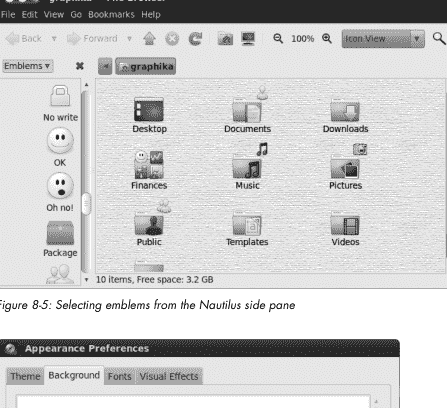 graphika - File Browser
File Edit View Go Bookmarks Help
Back Forward 100% Icon View
Emblems graphika
No write
OK
Oh no!
Package
Desktop Documents Downloads
Finances Music Pictures
Public Templates Videos
10 items, Free space: 3.2 GB
Figure 8-5: Selecting emblems from the Nautilus side pane
Appearance Preferences
Theme Background Fonts Visual Effects